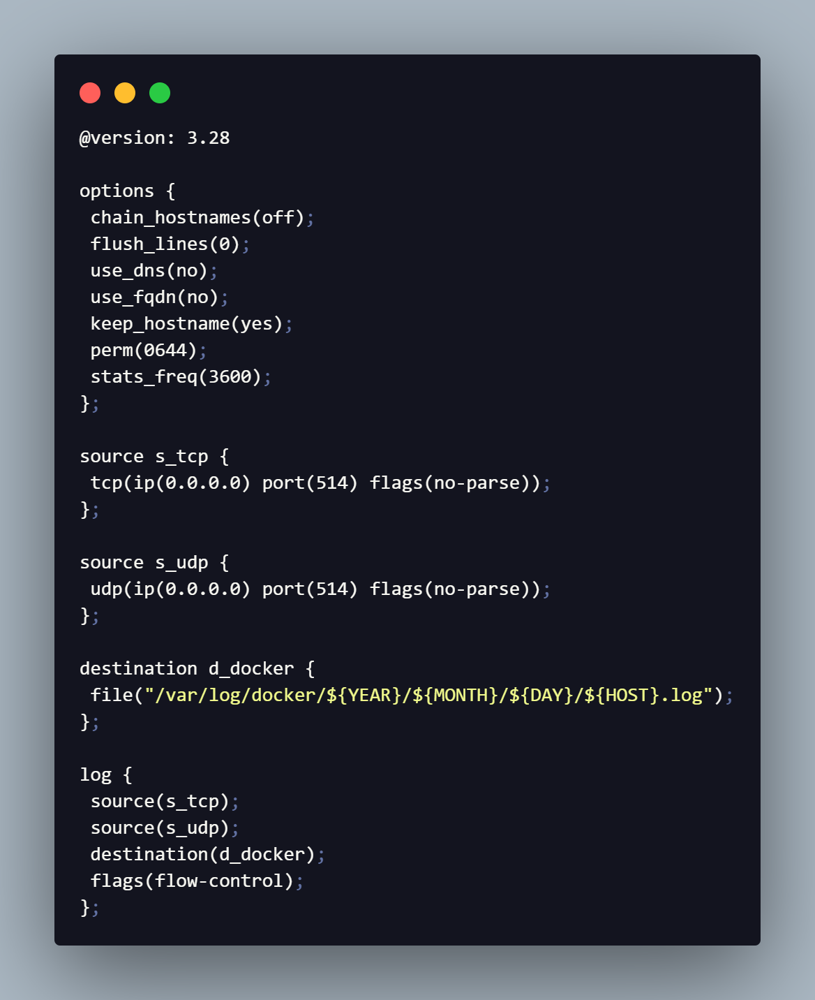 @version: 3.28

options {
 chain_hostnames(off);
 flush_lines(0);
 use_dns(no);
 use_fqdn(no);
 keep_hostname(yes);
 perm(0644);
 stats_freq(3600);
};

source s_tcp {
 tcp(ip(0.0.0.0) port(514) flags(no-parse));
};

source s_udp {
 udp(ip(0.0.0.0) port(514) flags(no-parse));
};

destination d_docker {
 file("/var/log/docker/${YEAR}/${MONTH}/${DAY}/${HOST}.log");
};

log {
 source(s_tcp);
 source(s_udp);
 destination(d_docker);
 flags(flow-control);
};